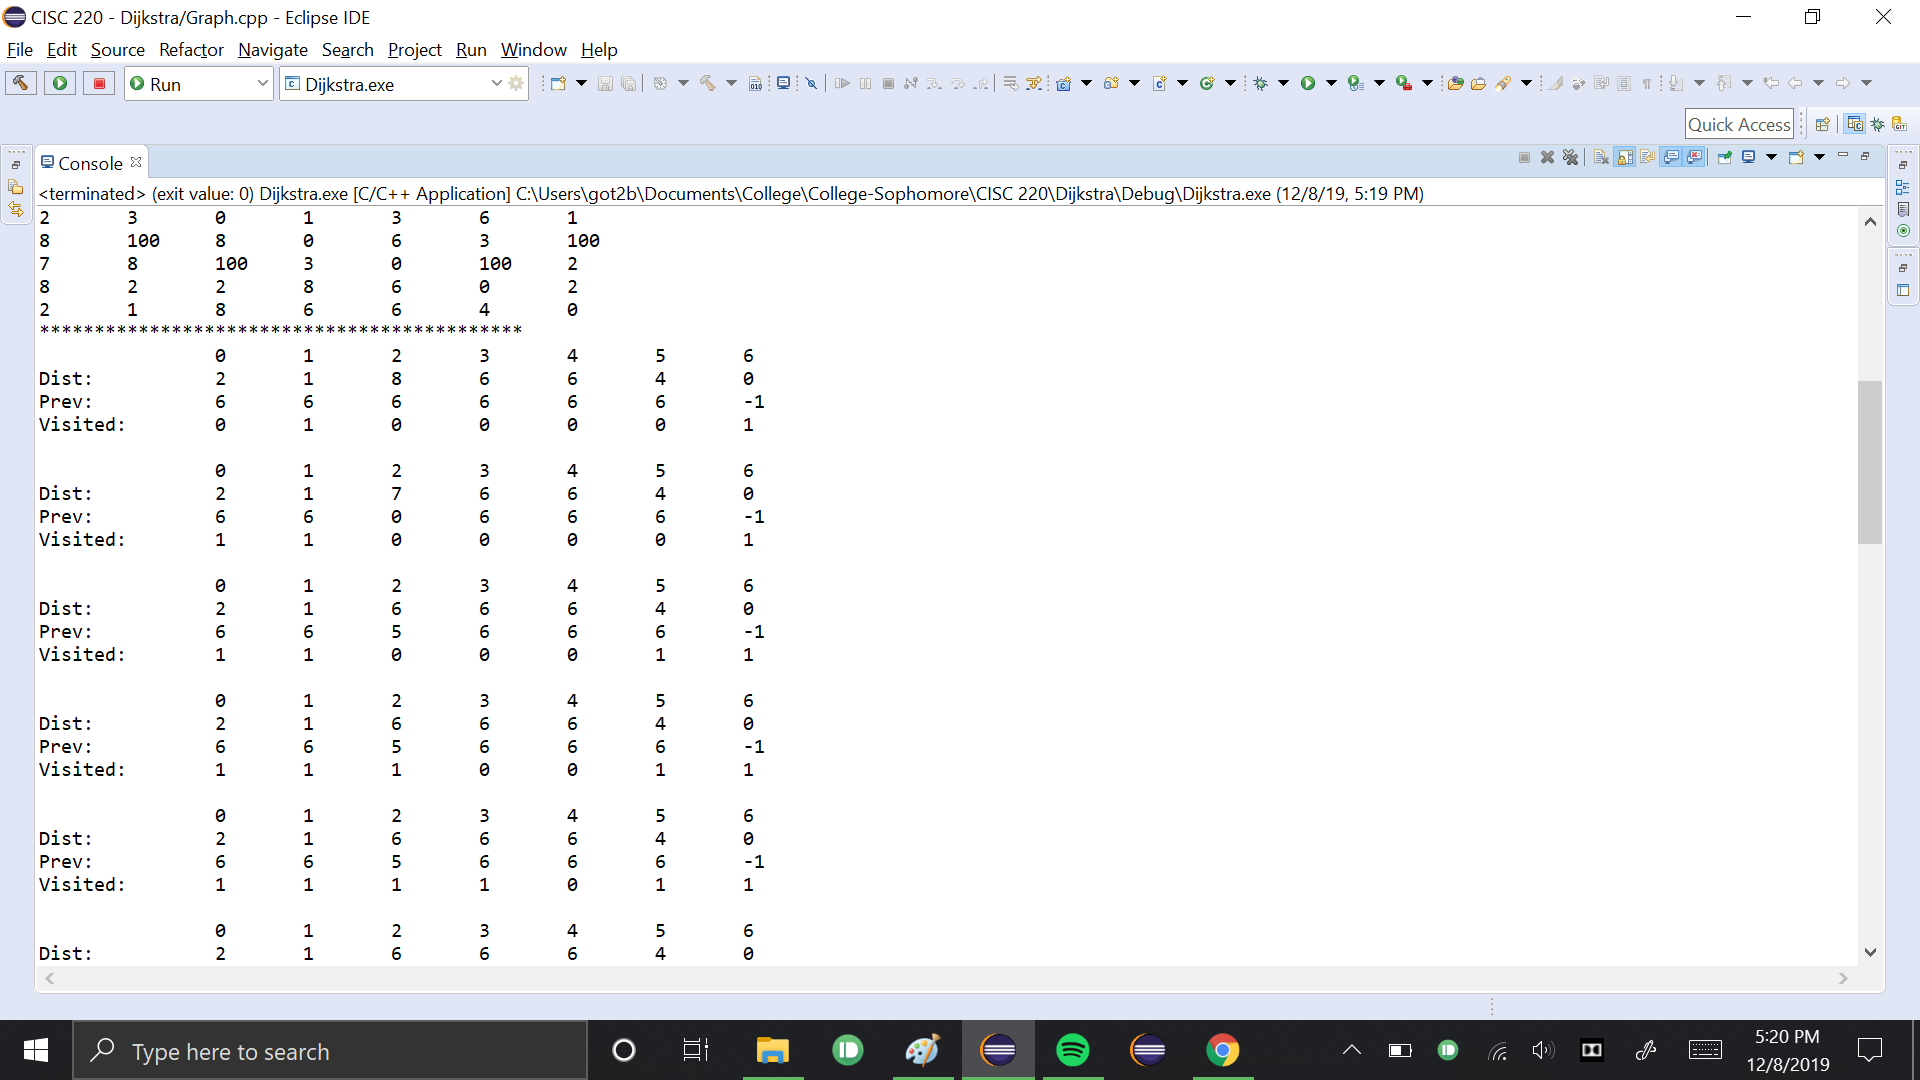 CISC 220 - Dijkstra/Graph.cpp - Eclipse IDE
File Edit Source Refactor Navigate Search Project Run Window Help
Run Dijkstra.exe
Quick Access
Console
<terminated> (exit value: 0) Dijkstra.exe [C/C++ Application] C:\Users\got2b\Documents\College\College-Sophomore\CISC 220\Dijkstra\Debug\Dijkstra.exe (12/8/19, 5:19 PM)
2 3 0 1 3 6 1
8 100 8 0 6 3 100
7 8 100 3 0 100 2
8 2 2 8 6 0 2
2 1 8 6 6 4 0
********************************************
0 1 2 3 4 5 6
Dist: 2 1 8 6 6 4 0
Prev: 6 6 6 6 6 6 -1
Visited: 0 1 0 0 0 0 1
0 1 2 3 4 5 6
Dist: 2 1 7 6 6 4 0
Prev: 6 6 0 6 6 6 -1
Visited: 1 1 0 0 0 0 1
0 1 2 3 4 5 6
Dist: 2 1 6 6 6 4 0
Prev: 6 6 5 6 6 6 -1
Visited: 1 1 0 0 0 1 1
0 1 2 3 4 5 6
Dist: 2 1 6 6 6 4 0
Prev: 6 6 5 6 6 6 -1
Visited: 1 1 1 0 0 1 1
0 1 2 3 4 5 6
Dist: 2 1 6 6 6 4 0
Prev: 6 6 5 6 6 6 -1
Visited: 1 1 1 1 0 1 1
0 1 2 3 4 5 6
Dist: 2 1 6 6 6 4 0
Type here to search
5:20 PM
12/8/2019